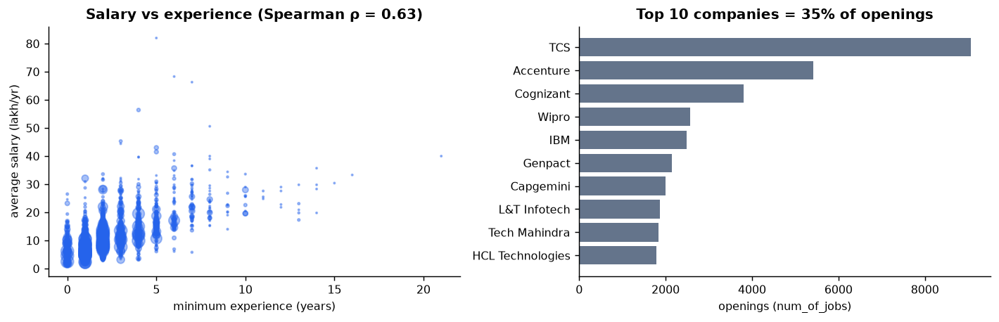 Salary vs experience (Spearman ρ = 0.63)
average salary (lakh/yr)
80
70
60
50
40
30
20
10
0
0 5 10 15 20
minimum experience (years)
Top 10 companies = 35% of openings
TCS
Accenture
Cognizant
Wipro
IBM
Genpact
Capgemini
L&T Infotech
Tech Mahindra
HCL Technologies
0 2000 4000 6000 8000
openings (num_of_jobs)